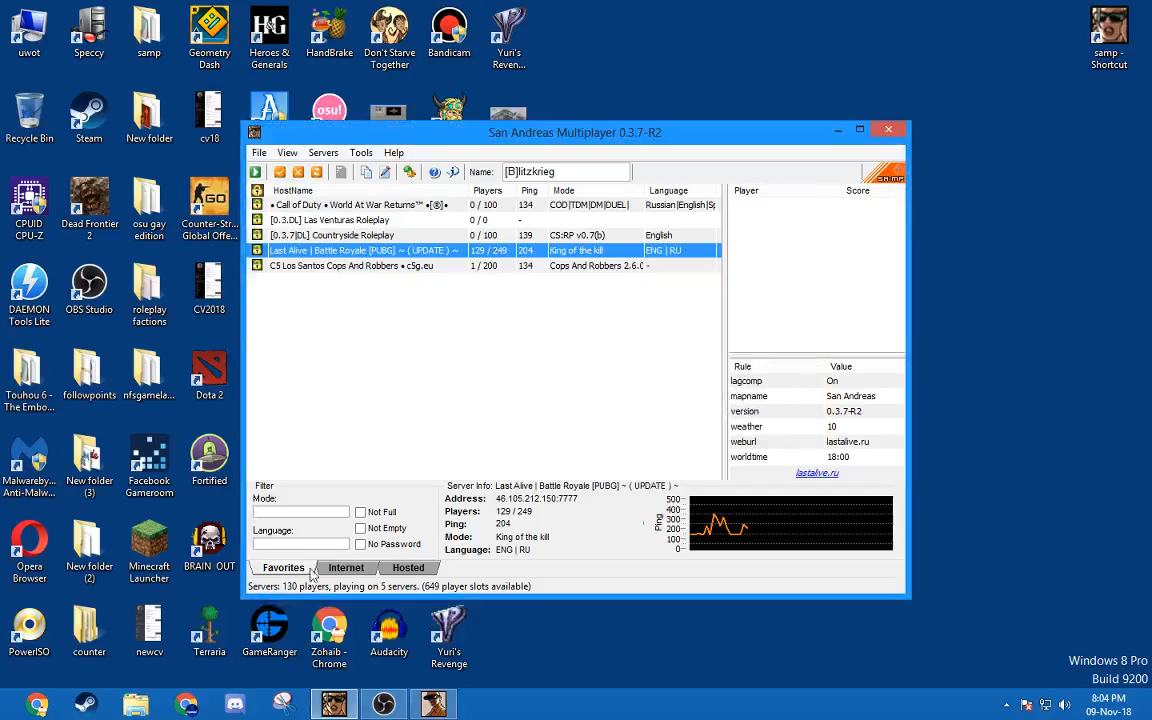 uwot
Speccy
samp
Geometry Dash
Heroes & Generals
HandBrake
Don't Starve Together
Bandicam
Yuri's Reven...
samp - Shortcut
Recycle Bin
Steam
New folder
cv18
osu!
CPUID CPU-Z
Dead Frontier 2
osu gay edition
Counter-Str... Global Offe...
DAEMON Tools Lite
OBS Studio
roleplay factions
CV2018
Touhou 6 - The Embo...
followpoints
nfsgamela...
Dota 2
Malwareby... Anti-Malw...
New folder (3)
Facebook Gameroom
Fortified
Opera Browser
New folder (2)
Minecraft Launcher
BRAIN OUT
PowerISO
counter
newcv
Terraria
GameRanger
Zohaib - Chrome
Audacity
Yuri's Revenge
San Andreas Multiplayer 0.3.7-R2
File View Servers Tools Help
Name: [B]litzkrieg
HostName Players Ping Mode Language
• Call of Duty • World At War Returns™ •[®]• 0 / 100 134 COD|TDM|DM|DUEL| Russian|English|Sp
[0.3.DL] Las Venturas Roleplay 0 / 0 -
[0.3.7|DL] Countryside Roleplay 0 / 100 139 CS:RP v0.7(b) English
Last Alive | Battle Royale [PUBG] ~ ( UPDATE ) ~ 129 / 249 204 King of the kill ENG | RU
C5 Los Santos Cops And Robbers • c5g.eu 1 / 200 134 Cops And Robbers 2.6.0 -
Player Score
Rule Value
lagcomp On
mapname San Andreas
version 0.3.7-R2
weather 10
weburl lastalive.ru
worldtime 18:00
lastalive.ru
Filter
Mode:
Not Full
Language:
Not Empty
No Password
Server Info: Last Alive | Battle Royale [PUBG] ~ ( UPDATE ) ~
Address: 46.105.212.150:7777
Players: 129 / 249
Ping: 204
Mode: King of the kill
Language: ENG | RU
Ping
500
400
300
200
100
0
Favorites Internet Hosted
Servers: 130 players, playing on 5 servers. (649 player slots available)
Windows 8 Pro
Build 9200
8:04 PM
09-Nov-18